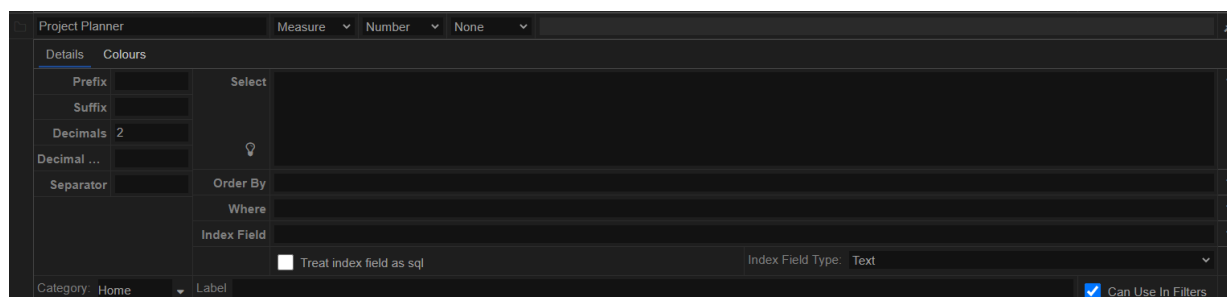 Project Planner Measure Number None
Details Colours
Prefix Select
Suffix
Decimals 2
Decimal ...
Separator Order By
Where
Index Field
Treat index field as sql Index Field Type: Text
Category: Home Label Can Use In Filters